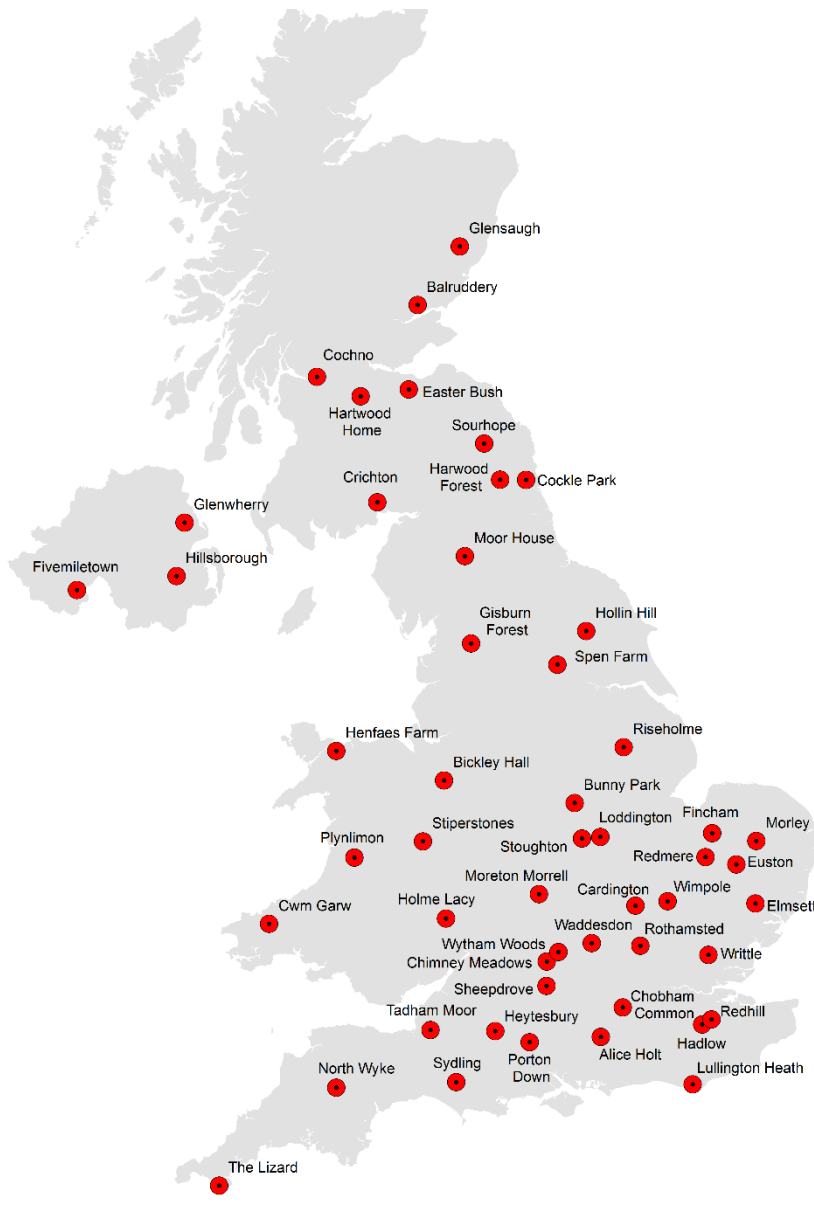 Glensaugh
Balruddery
Cochno
Easter Bush
Hartwood
Home
Sourhope
Harwood
Forest
Cockle Park
Crichton
Glenwherry
Moor House
Hillsborough
Fivemiletown
Gisburn
Forest
Hollin Hill
Spen Farm
Riseholme
Henfaes Farm
Bickley Hall
Bunny Park
Loddington
Fincham
Morley
Stiperstones
Stoughton
Plynlimon
Redmere
Euston
Moreton Morrell
Cardington
Wimpole
Elmsett
Cwm Garw
Holme Lacy
Waddesdon
Rothamsted
Wytham Woods
Writtle
Chimney Meadows
Sheepdrove
Chobham
Common
Redhill
Tadham Moor
Heytesbury
Hadlow
Alice Holt
Porton
Down
North Wyke
Sydling
Lullington Heath
The Lizard